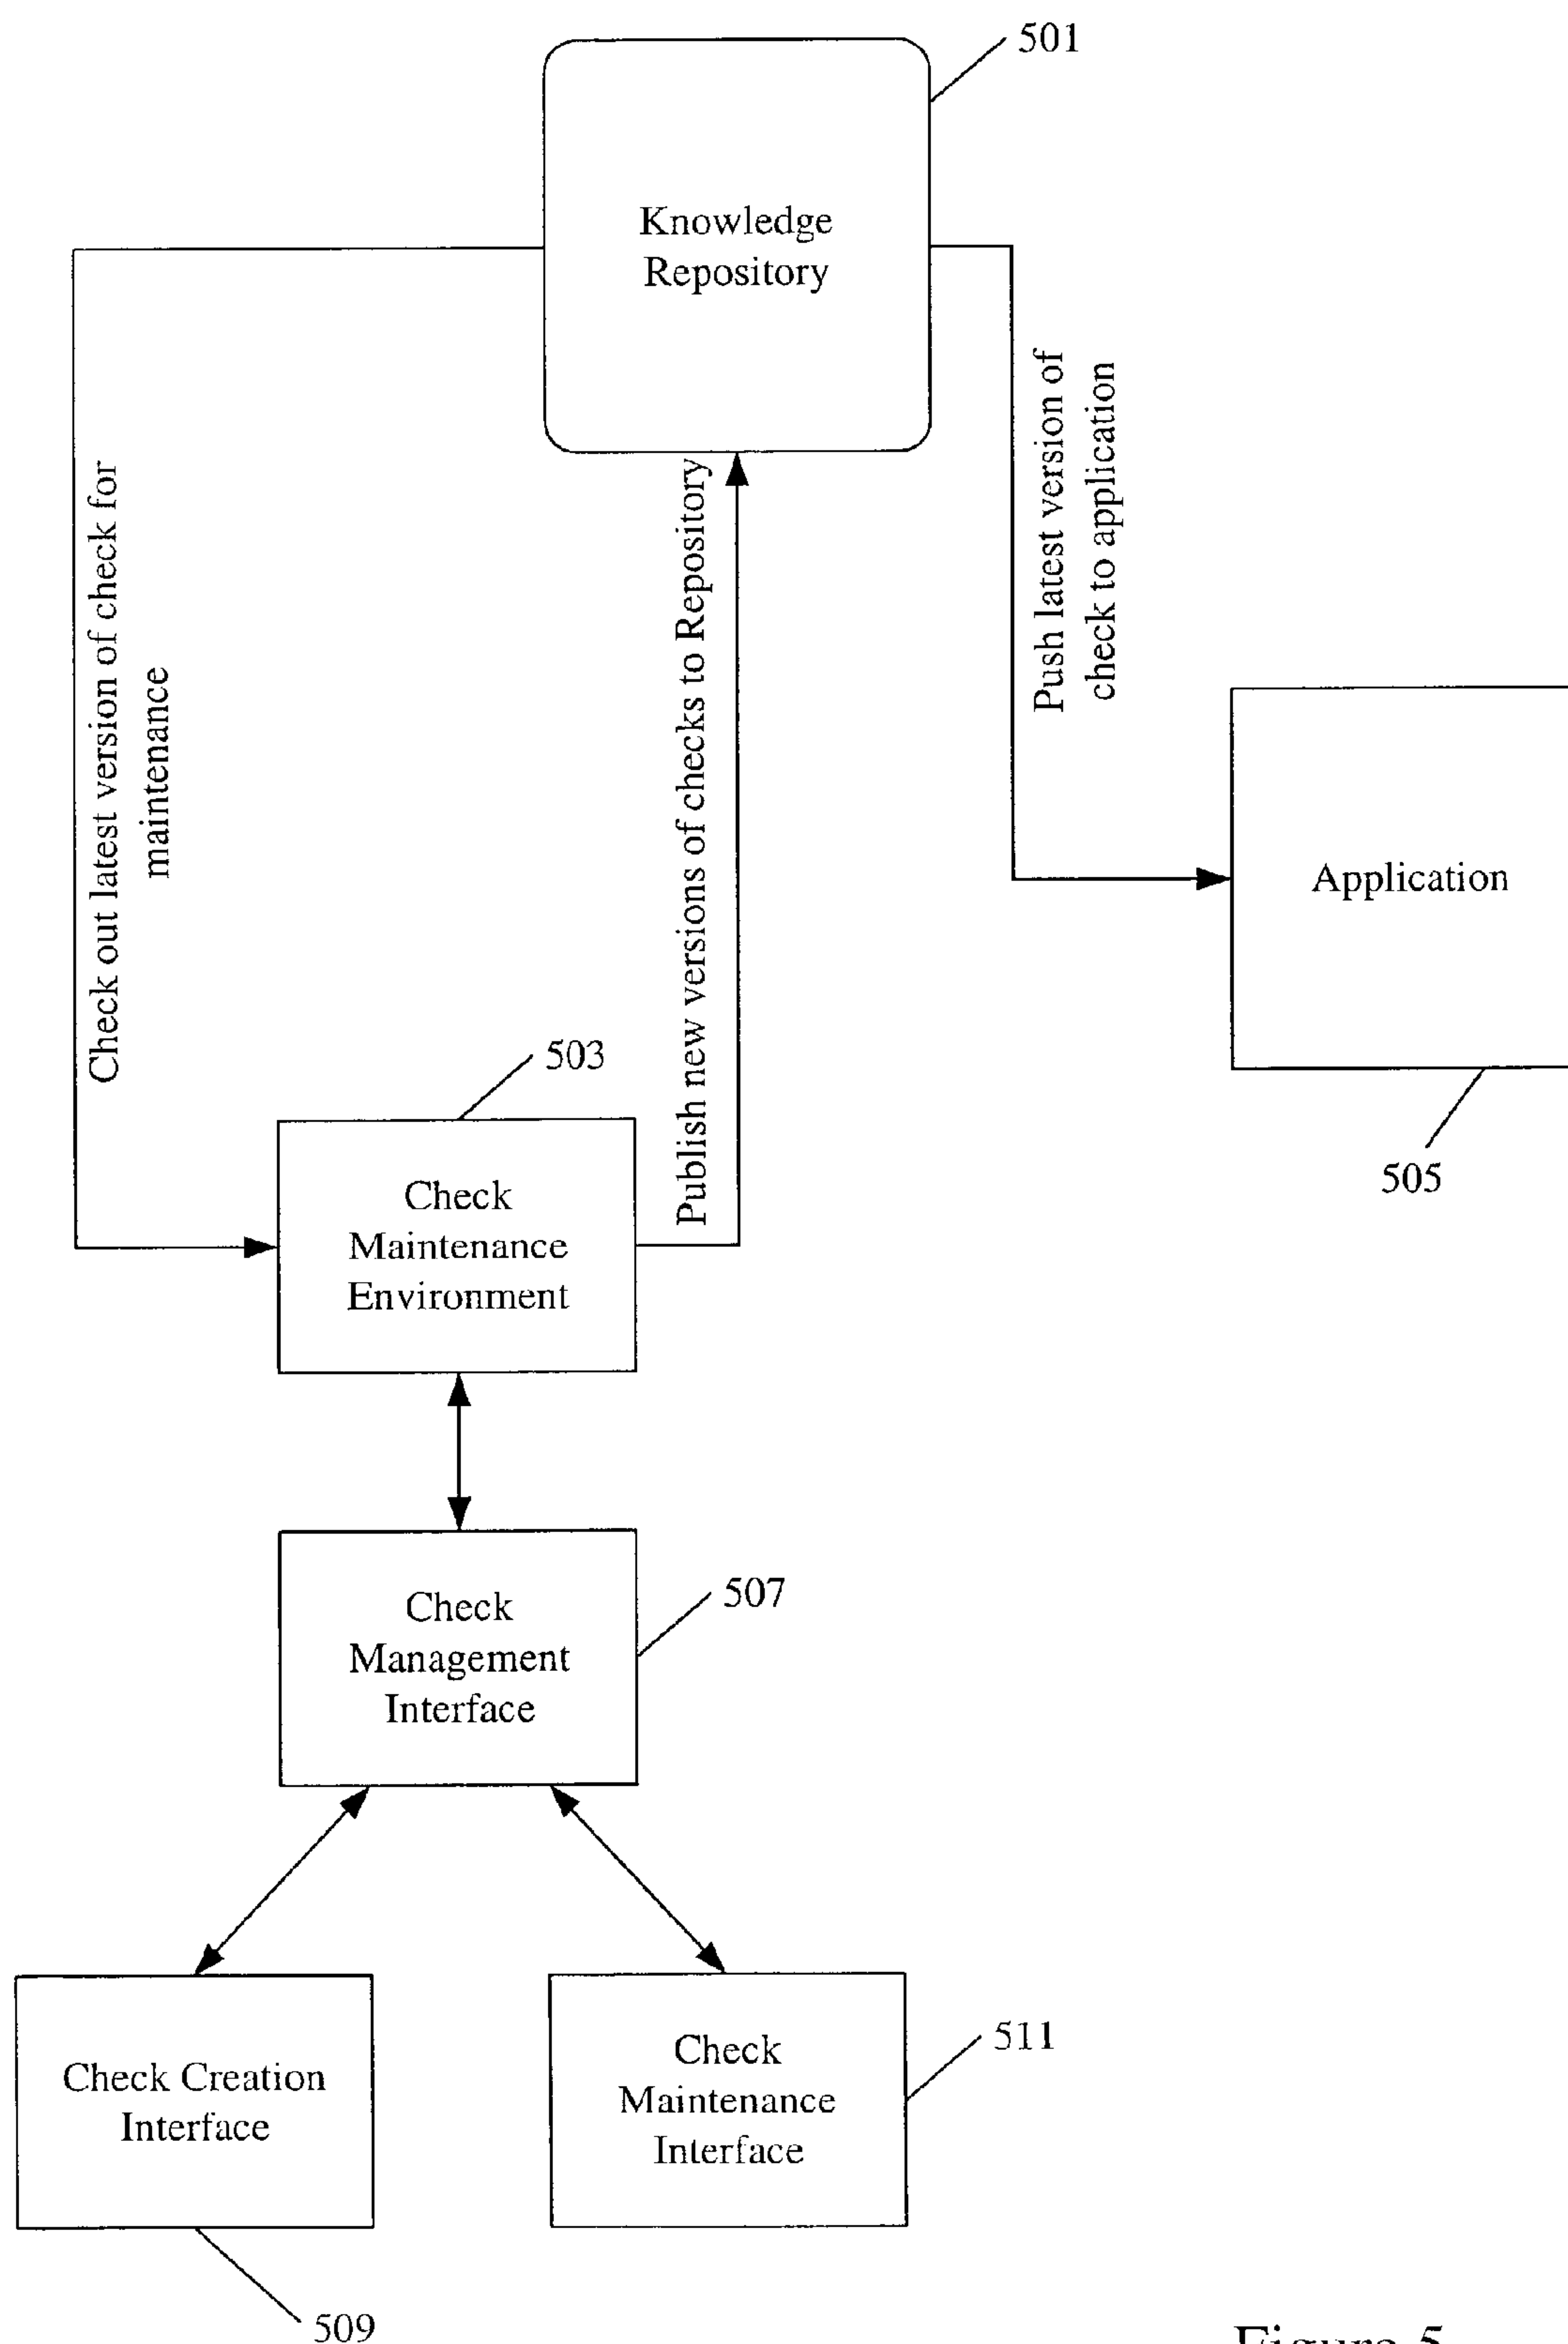 501
Knowledge
Repository
Check out latest version of check for
maintenance
Publish new versions of checks to Repository
Push latest version of
check to application
Application
505
503
Check
Maintenance
Environment
Check
Management
Interface
507
Check Creation
Interface
509
Check
Maintenance
Interface
511
Figure 5